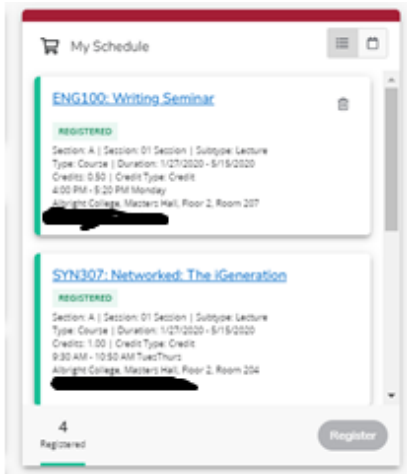 My Schedule
ENG100: Writing Seminar
REGISTERED
Section: A | Session: 01 Session | Subtype: Lecture
Type: Course | Duration: 1/27/2020 - 5/15/2020
Credits: 0.50 | Credit Type: Credit
4:00 PM - 5:20 PM Monday
Albright College, Masters Hall, Floor 2, Room 207
SYN307: Networked: The iGeneration
REGISTERED
Section: A | Session: 01 Session | Subtype: Lecture
Type: Course | Duration: 1/27/2020 - 5/15/2020
Credits: 1.00 | Credit Type: Credit
9:30 AM - 10:50 AM TuesThurs
Albright College, Masters Hall, Floor 2, Room 204
4
Registered
Register